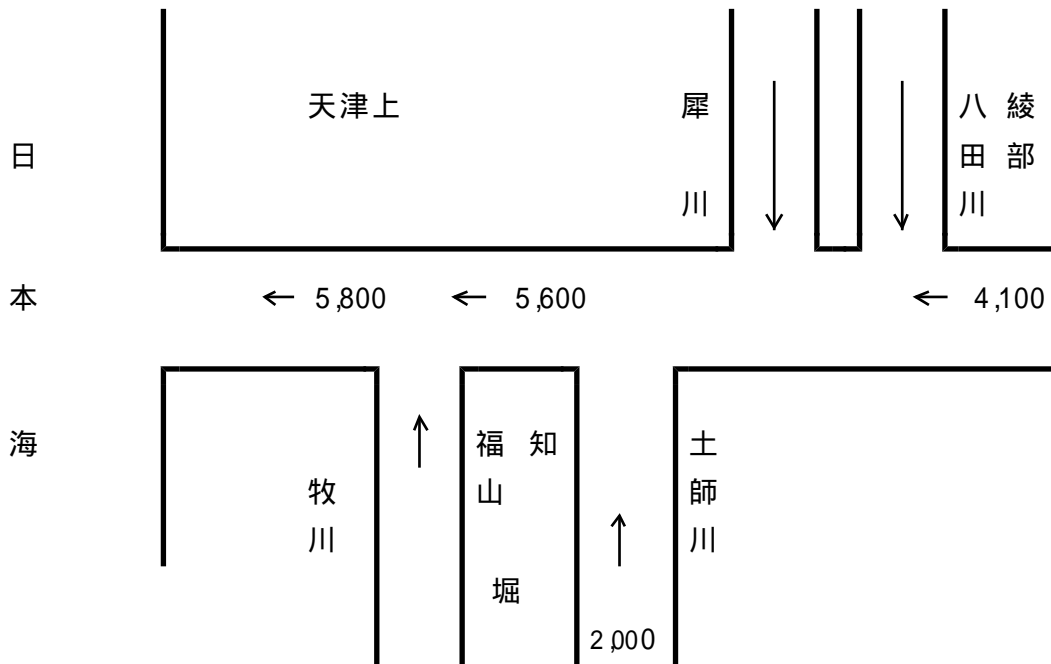 日本海
天津上
犀川
八田川
綾部
← 5,800
← 5,600
← 4,100
牧川
福知山
堀
土師川
2,000